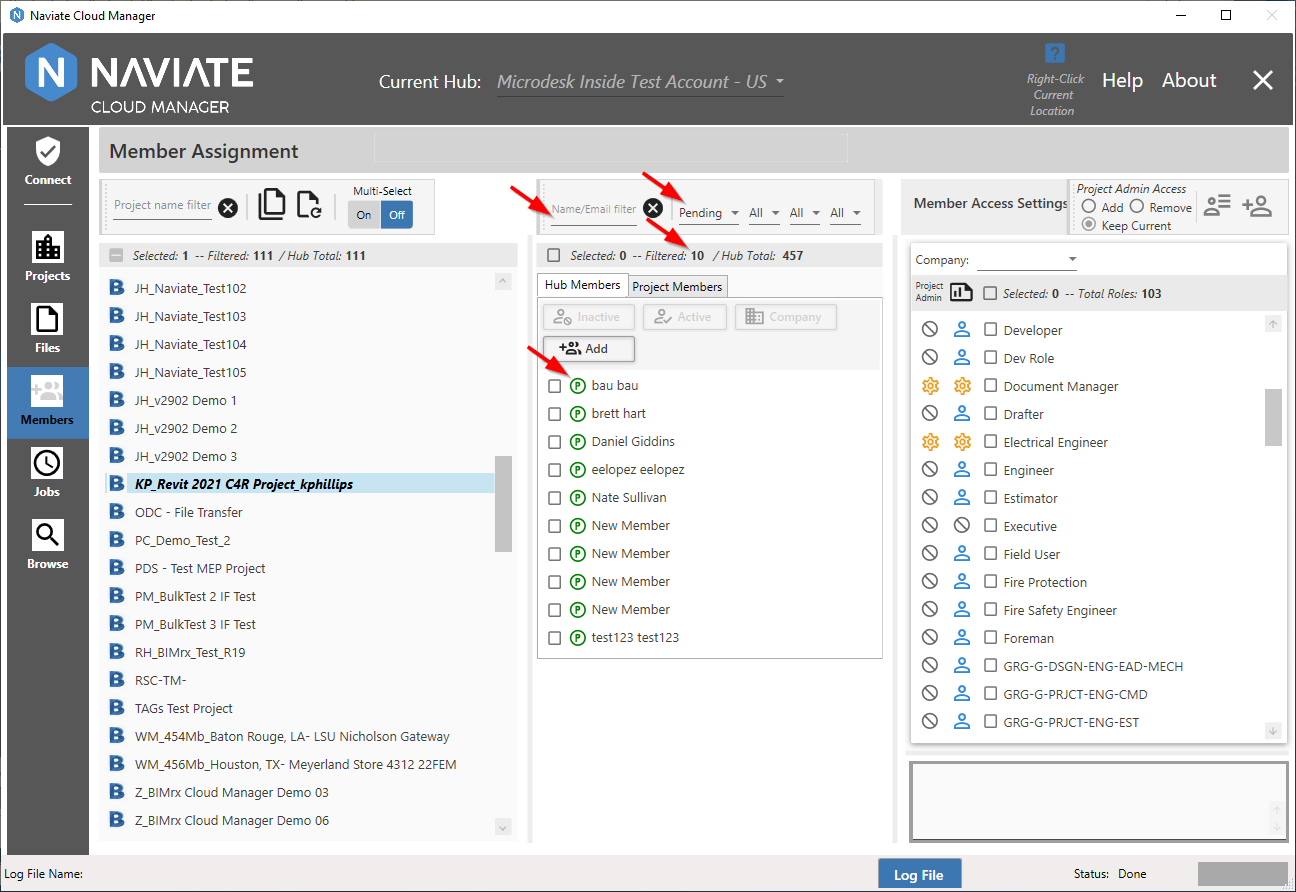 Naviate Cloud Manager
N NAVIATE
CLOUD MANAGER
Current Hub: Microdesk Inside Test Account - US
?
Right-Click
Current
Location
Help About
Connect
Projects
Files
Members
Jobs
Browse
Member Assignment
Project name filter
Multi-Select
On Off
Selected: 1 -- Filtered: 111 / Hub Total: 111
B JH_Naviate_Test102
B JH_Naviate_Test103
B JH_Naviate_Test104
B JH_Naviate_Test105
B JH_v2902 Demo 1
B JH_v2902 Demo 2
B JH_v2902 Demo 3
B KP_Revit 2021 C4R Project_kphillips
B ODC - File Transfer
B PC_Demo_Test_2
B PDS - Test MEP Project
B PM_BulkTest 2 IF Test
B PM_BulkTest 3 IF Test
B RH_BIMrx_Test_R19
B RSC-TM-
B TAGs Test Project
B WM_454Mb_Baton Rouge, LA- LSU Nicholson Gateway
B WM_456Mb_Houston, TX- Meyerland Store 4312 22FEM
B Z_BIMrx Cloud Manager Demo 03
B Z_BIMrx Cloud Manager Demo 06
Name/Email filter
Pending All All All
Selected: 0 -- Filtered: 10 / Hub Total: 457
Hub Members Project Members
Inactive Active Company
Add
P bau bau
P brett hart
P Daniel Giddins
P eelopez eelopez
P Nate Sullivan
P New Member
P New Member
P New Member
P New Member
P test123 test123
Member Access Settings
Project Admin Access
Add Remove
Keep Current
Company:
Project
Admin
Selected: 0 -- Total Roles: 103
Developer
Dev Role
Document Manager
Drafter
Electrical Engineer
Engineer
Estimator
Executive
Field User
Fire Protection
Fire Safety Engineer
Foreman
GRG-G-DSGN-ENG-EAD-MECH
GRG-G-PRJCT-ENG-CMD
GRG-G-PRJCT-ENG-EST
Log File Name:
Log File
Status: Done